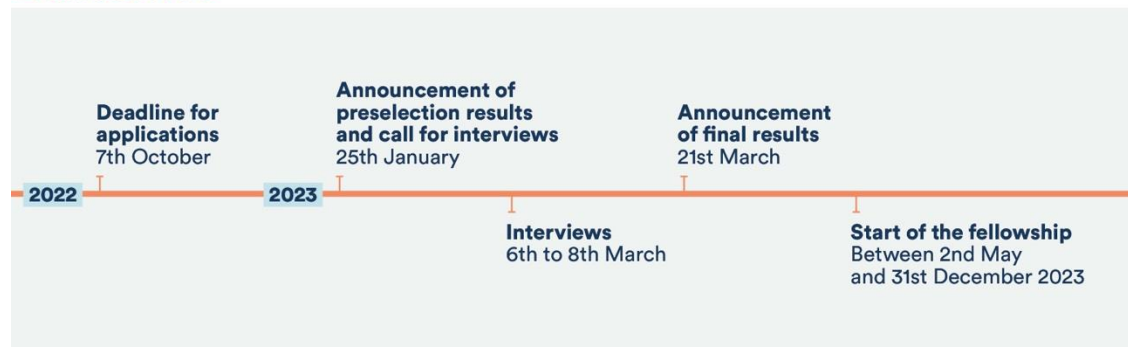 2022
Deadline for
applications
7th October
2023
Announcement of
preselection results
and call for interviews
25th January
Interviews
6th to 8th March
Announcement
of final results
21st March
Start of the fellowship
Between 2nd May
and 31st December 2023